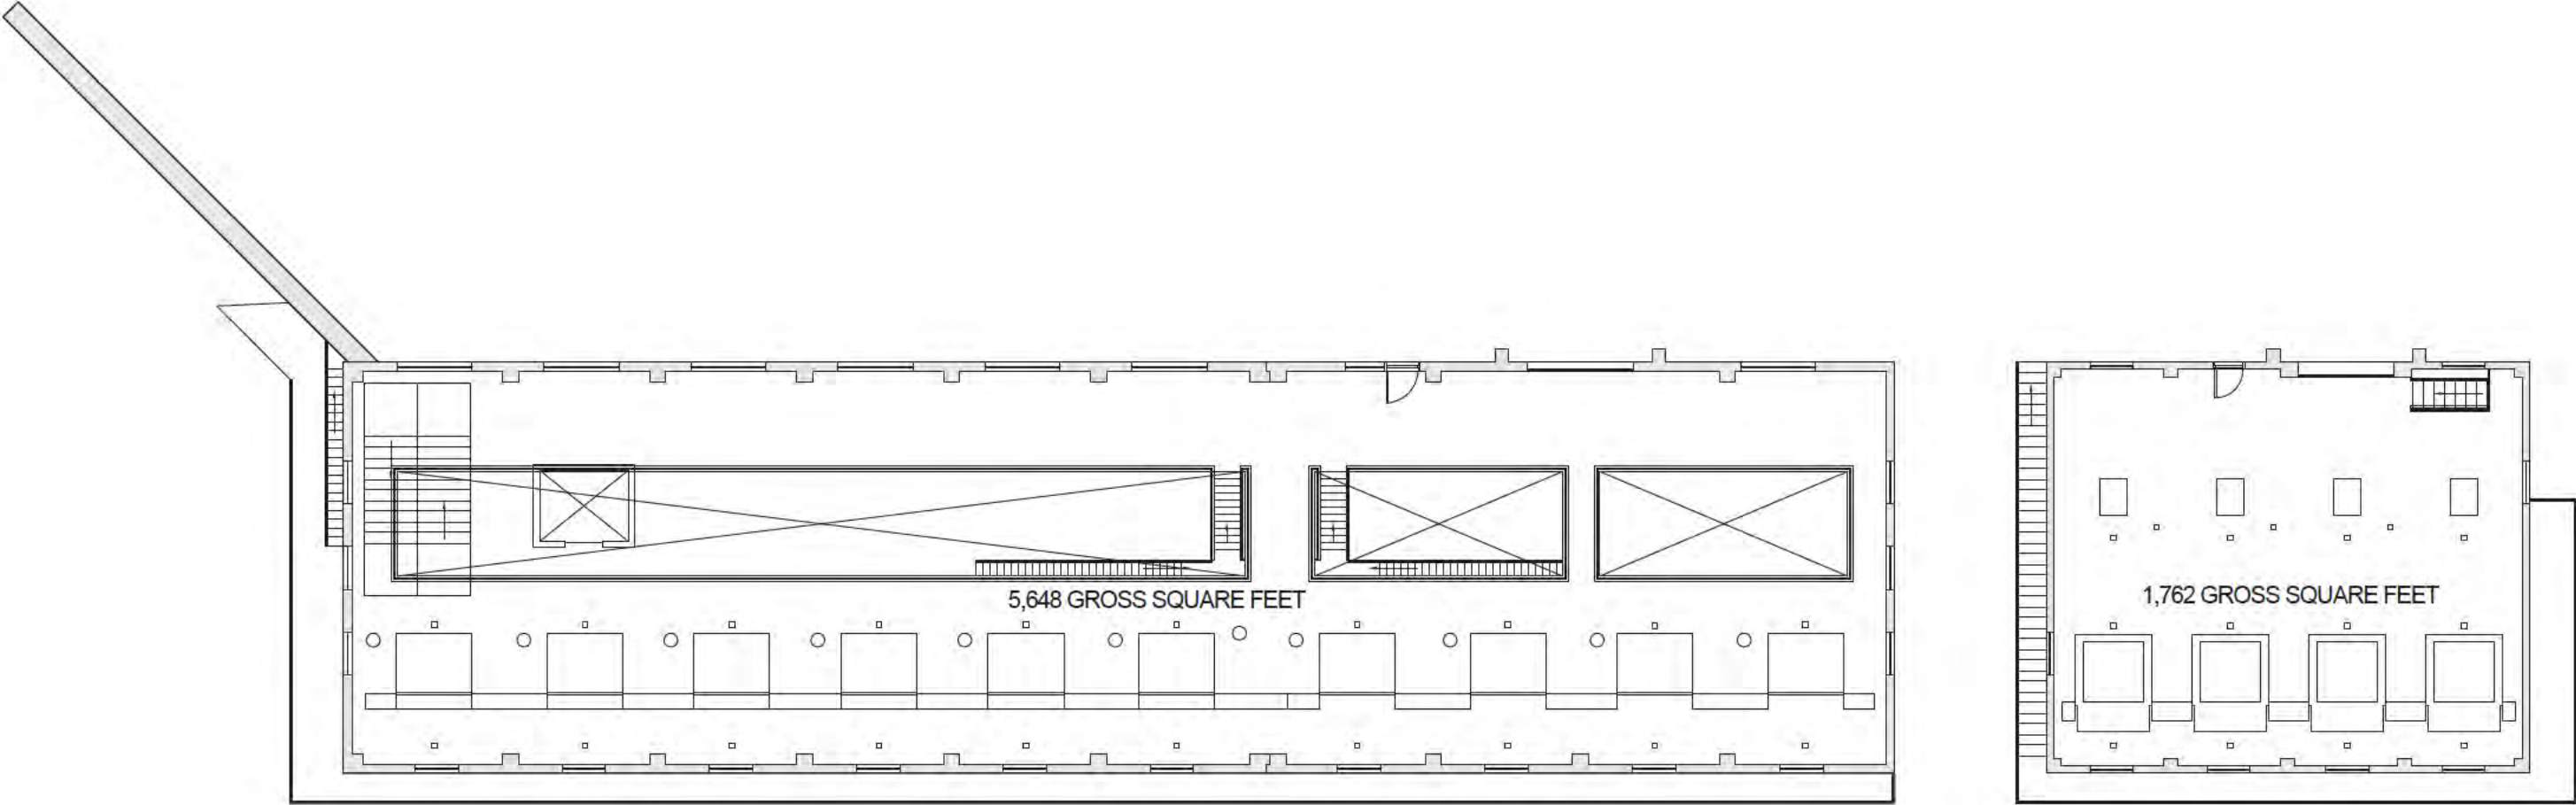 5,648 GROSS SQUARE FEET
1,762 GROSS SQUARE FEET